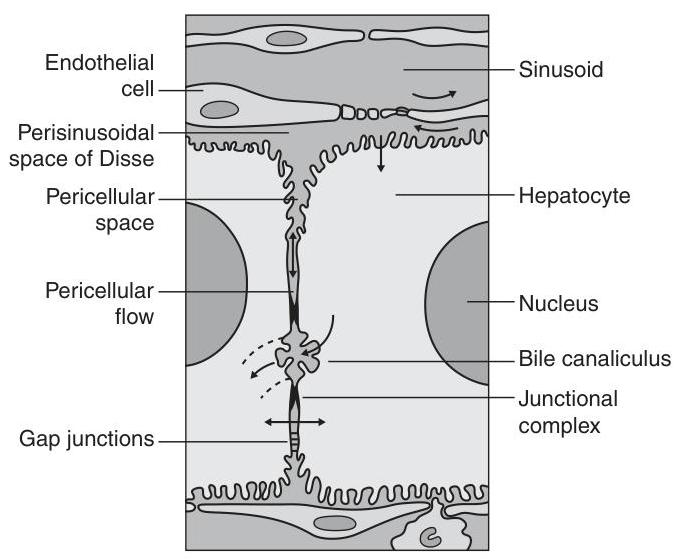 Endothelial
cell
Perisinusoidal
space of Disse
Pericellular
space
Pericellular
flow
Gap junctions
Sinusoid
Hepatocyte
Nucleus
Bile canaliculus
Junctional
complex